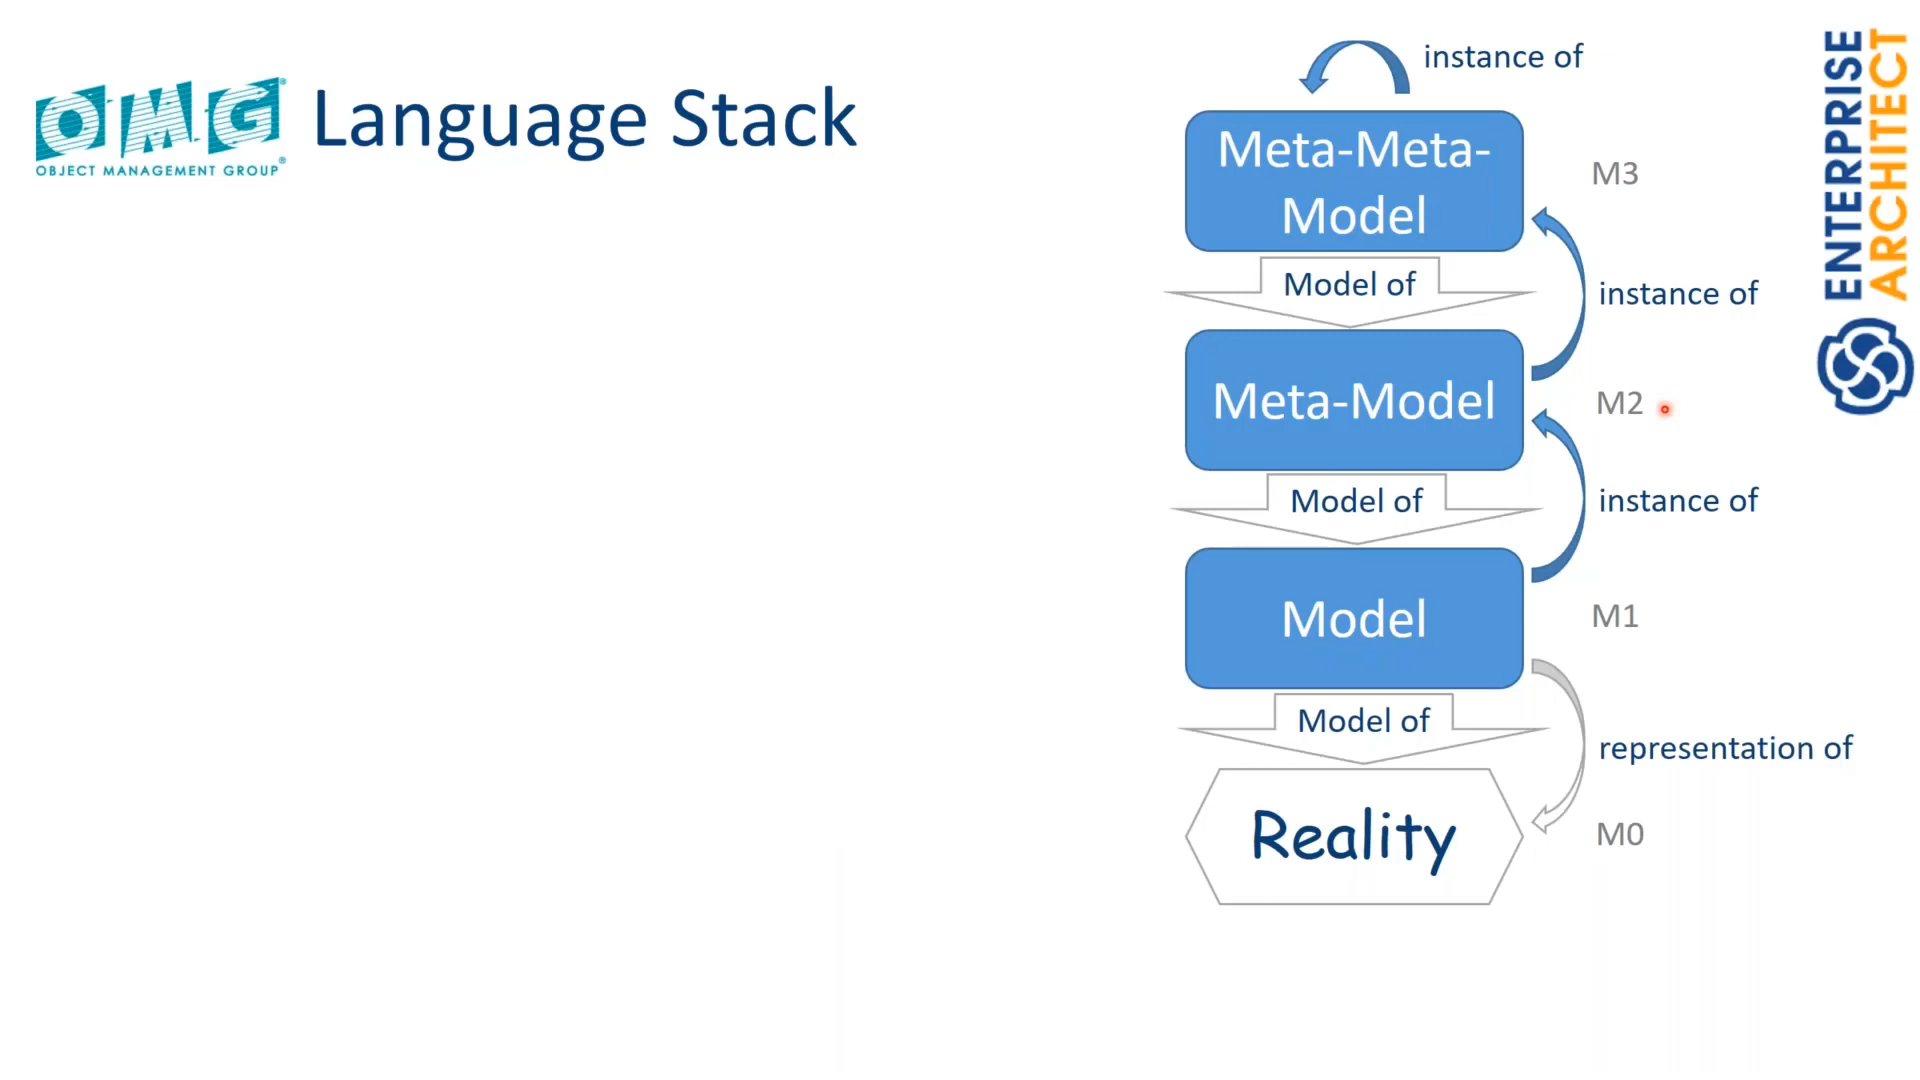 OMG
OBJECT MANAGEMENT GROUP
Language Stack
instance of
Meta-Meta-
Model
M3
Model of
instance of
Meta-Model
M2
Model of
instance of
Model
M1
Model of
representation of
Reality
M0
ENTERPRISE
ARCHITECT